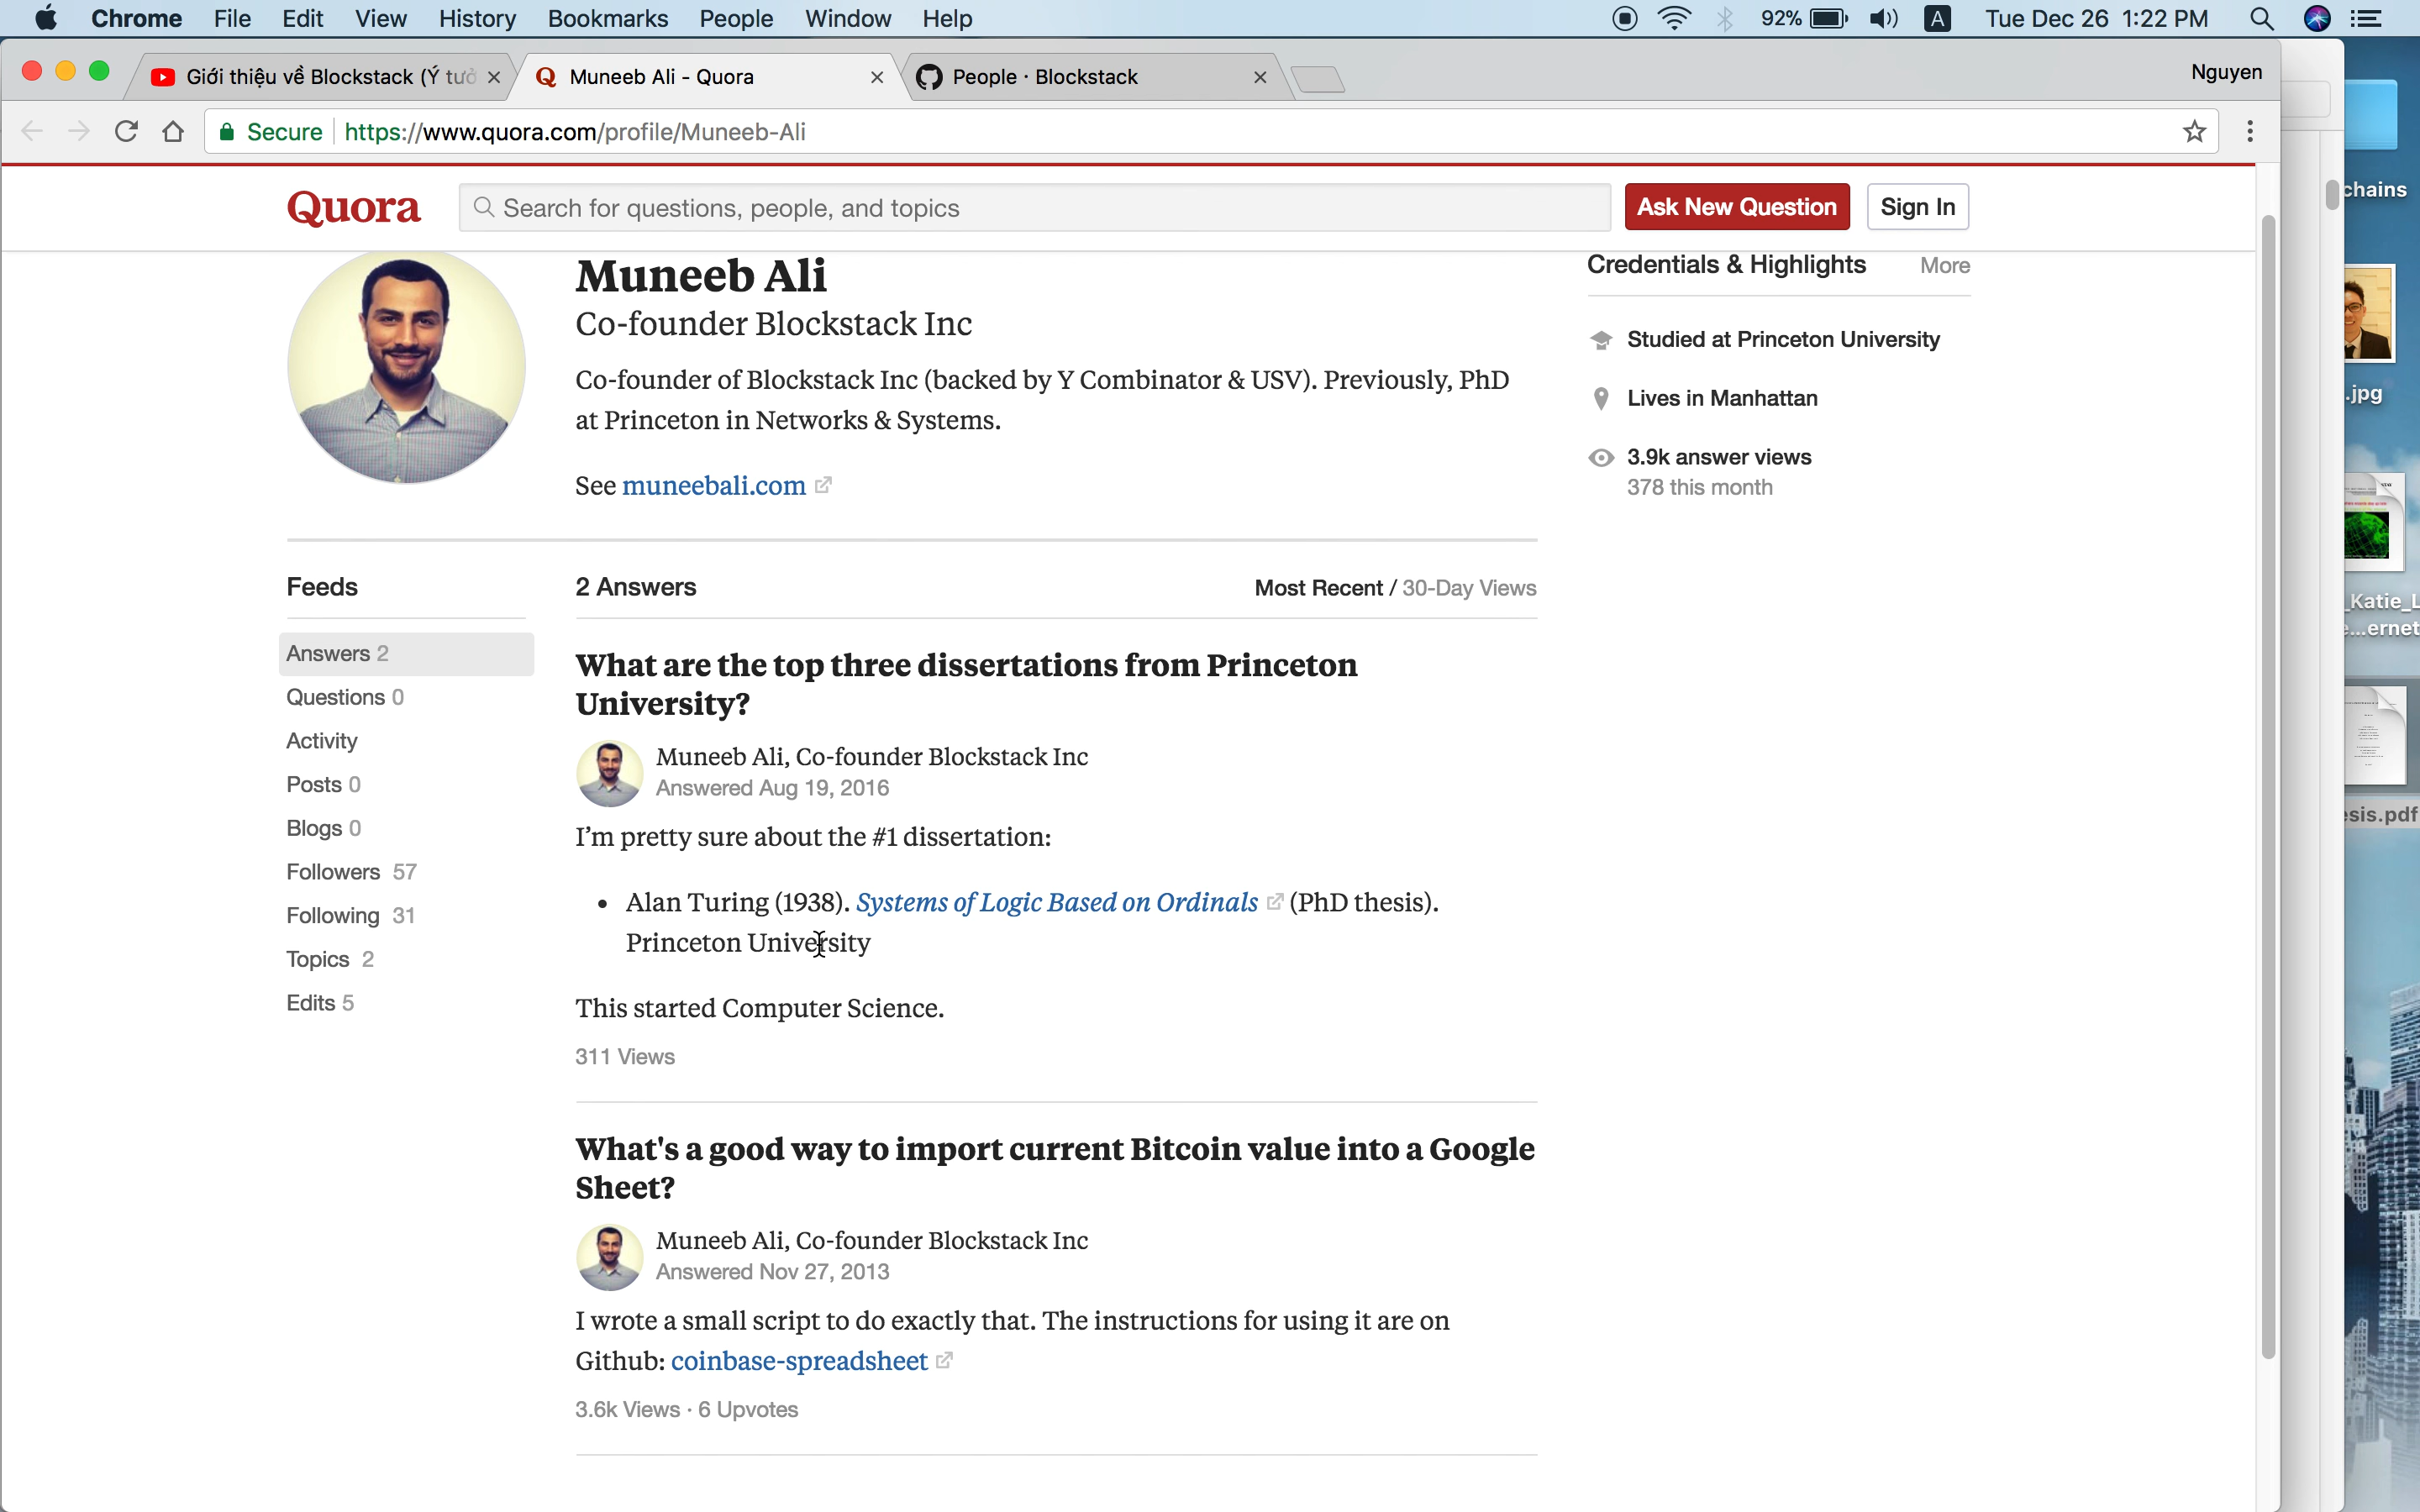 Chrome File Edit View History Bookmarks People Window Help 92% A Tue Dec 26 1:22 PM
Giới thiệu về Blockstack (Ý tưở
Muneeb Ali - Quora
People · Blockstack
Nguyen
Secure https://www.quora.com/profile/Muneeb-Ali
Quora
Search for questions, people, and topics
Ask New Question
Sign In
Muneeb Ali
Co-founder Blockstack Inc
Co-founder of Blockstack Inc (backed by Y Combinator & USV). Previously, PhD
at Princeton in Networks & Systems.
See muneebali.com
Credentials & Highlights More
Studied at Princeton University
Lives in Manhattan
3.9k answer views
378 this month
Feeds
Answers 2
Questions 0
Activity
Posts 0
Blogs 0
Followers 57
Following 31
Topics 2
Edits 5
2 Answers
Most Recent / 30-Day Views
What are the top three dissertations from Princeton
University?
Muneeb Ali, Co-founder Blockstack Inc
Answered Aug 19, 2016
I'm pretty sure about the #1 dissertation:
• Alan Turing (1938). Systems of Logic Based on Ordinals (PhD thesis).
Princeton University
This started Computer Science.
311 Views
What's a good way to import current Bitcoin value into a Google
Sheet?
Muneeb Ali, Co-founder Blockstack Inc
Answered Nov 27, 2013
I wrote a small script to do exactly that. The instructions for using it are on
Github: coinbase-spreadsheet
3.6k Views · 6 Upvotes
chains
.jpg
_Katie_L
e...ernet
esis.pdf